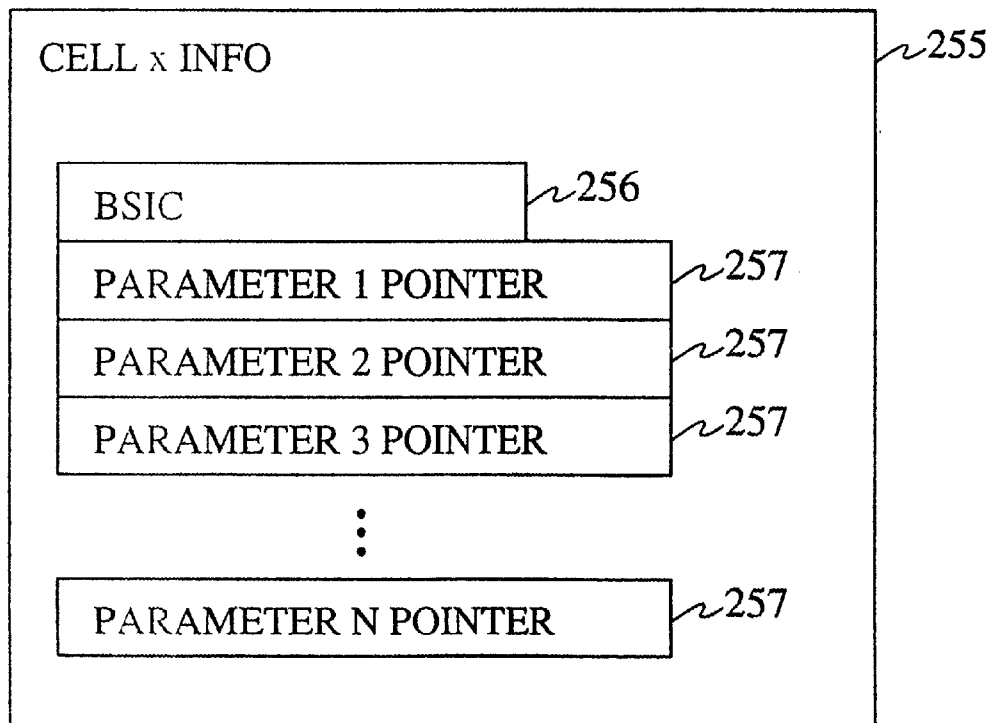 CELL x INFO
255
BSIC
256
PARAMETER 1 POINTER
257
PARAMETER 2 POINTER
257
PARAMETER 3 POINTER
257
PARAMETER N POINTER
257